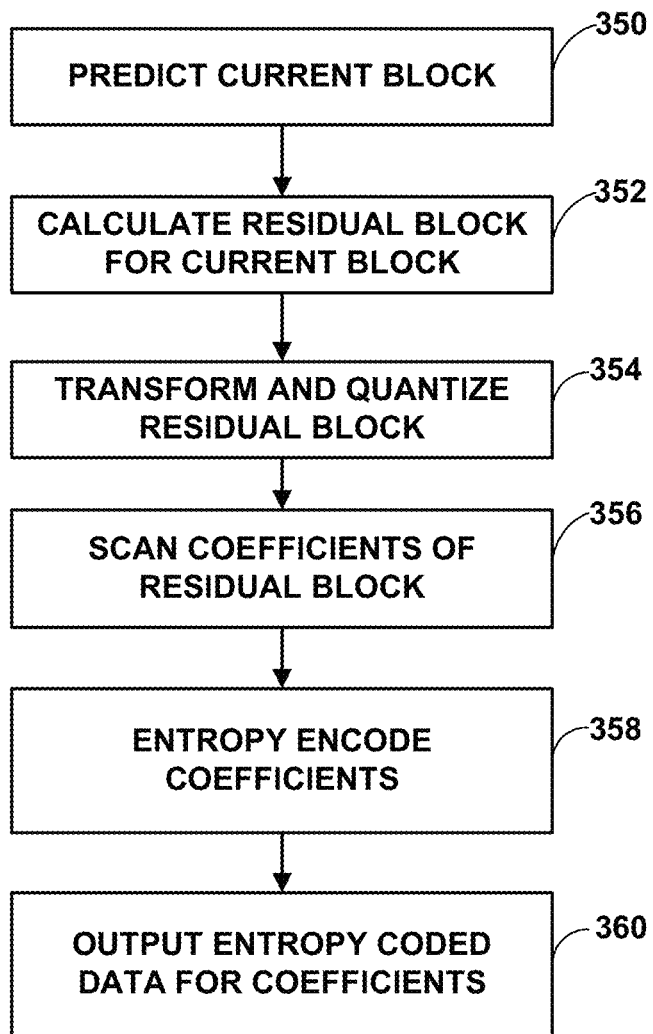 350
PREDICT CURRENT BLOCK
352
CALCULATE RESIDUAL BLOCK
FOR CURRENT BLOCK
354
TRANSFORM AND QUANTIZE
RESIDUAL BLOCK
356
SCAN COEFFICIENTS OF
RESIDUAL BLOCK
358
ENTROPY ENCODE
COEFFICIENTS
360
OUTPUT ENTROPY CODED
DATA FOR COEFFICIENTS